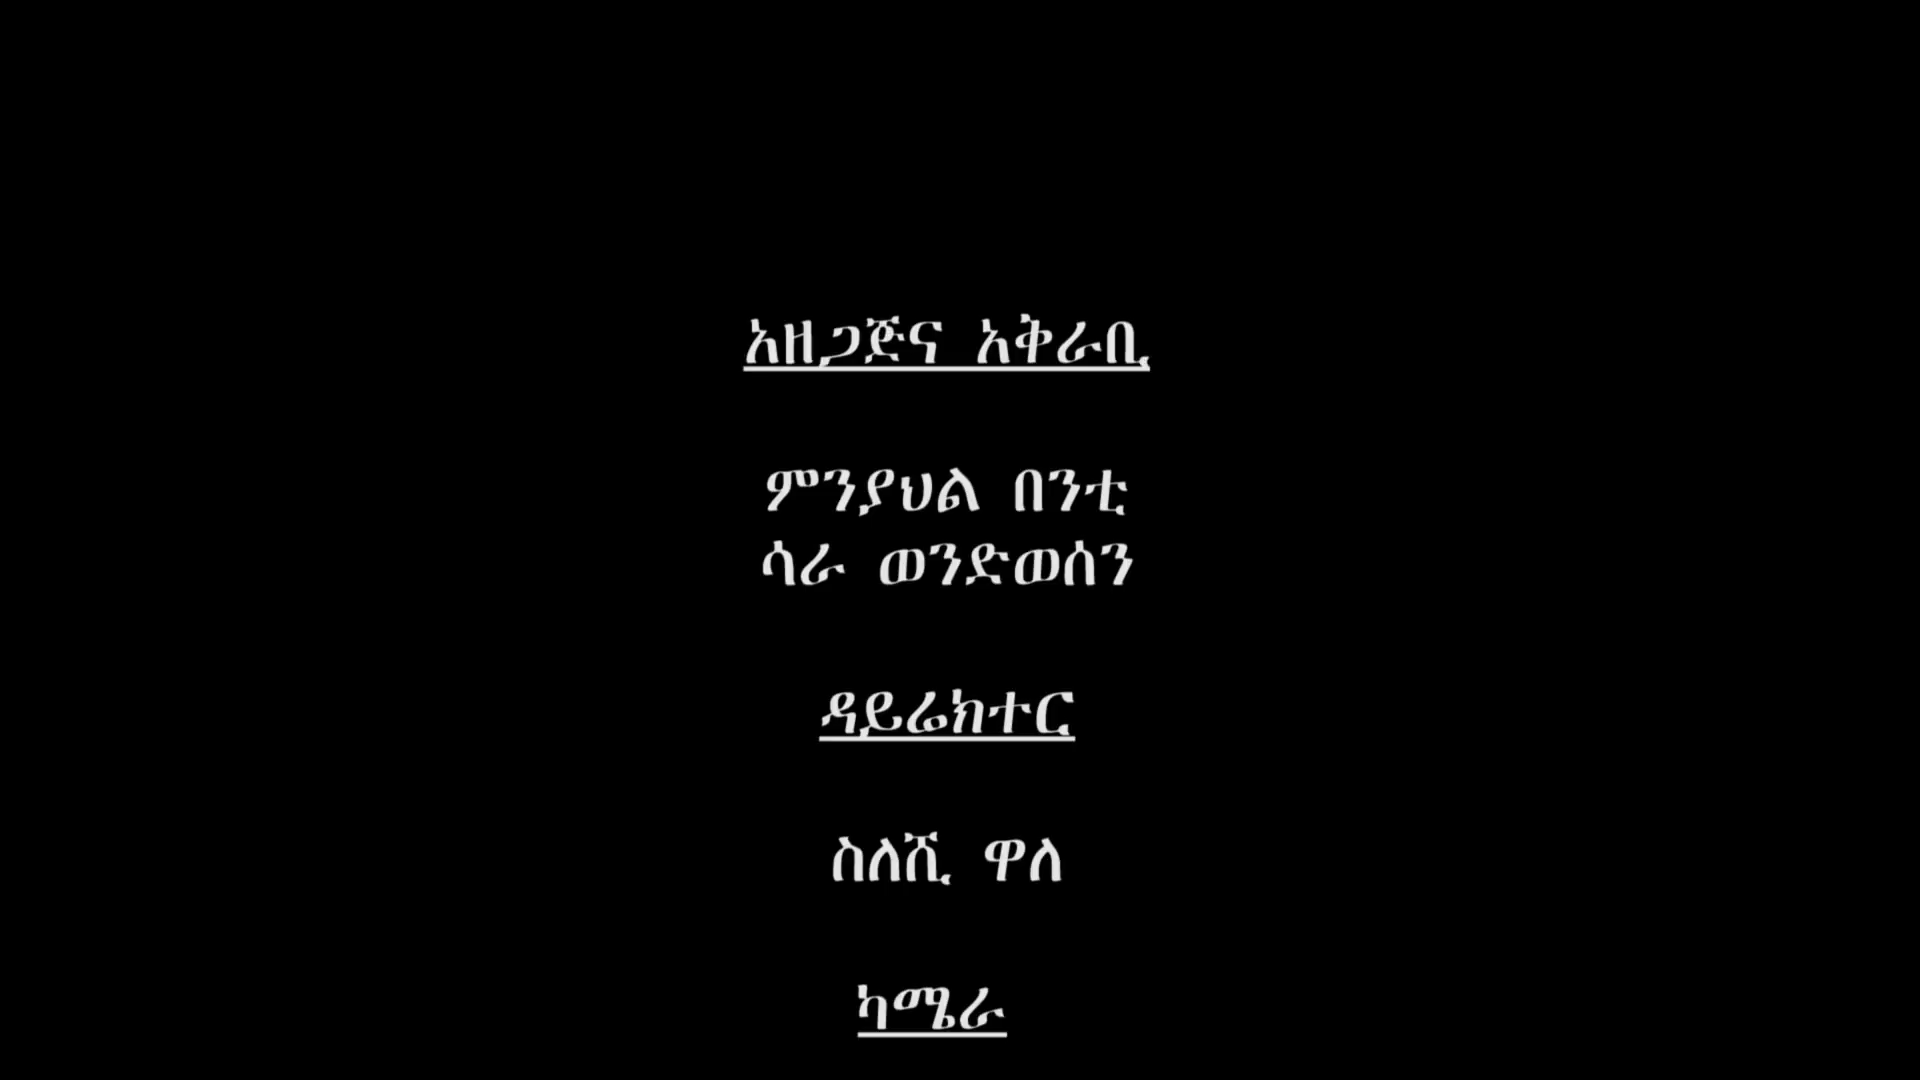 አዘጋጅና አቅራቢ
ምንያህል በንቲ
ሳራ ወንድወሰን
ዳይሬክተር
ስለሺ ዋለ
ካሜራ